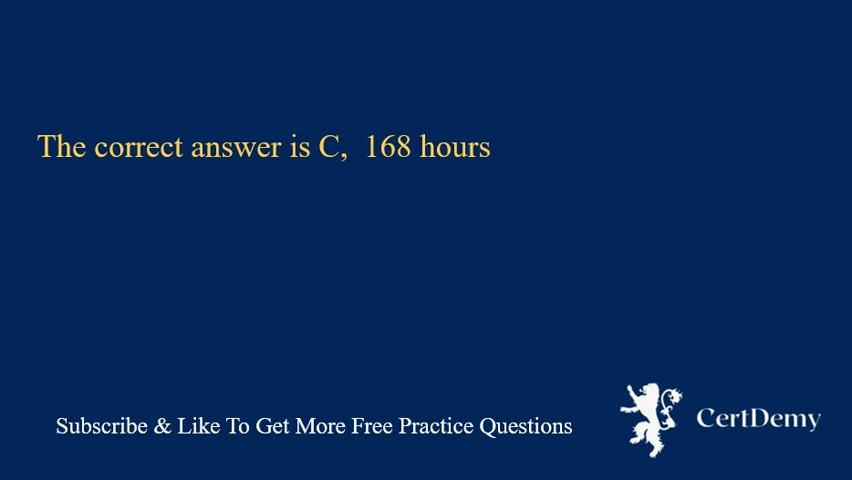 The correct answer is C,  168 hours
Subscribe & Like To Get More Free Practice Questions
CertDemy